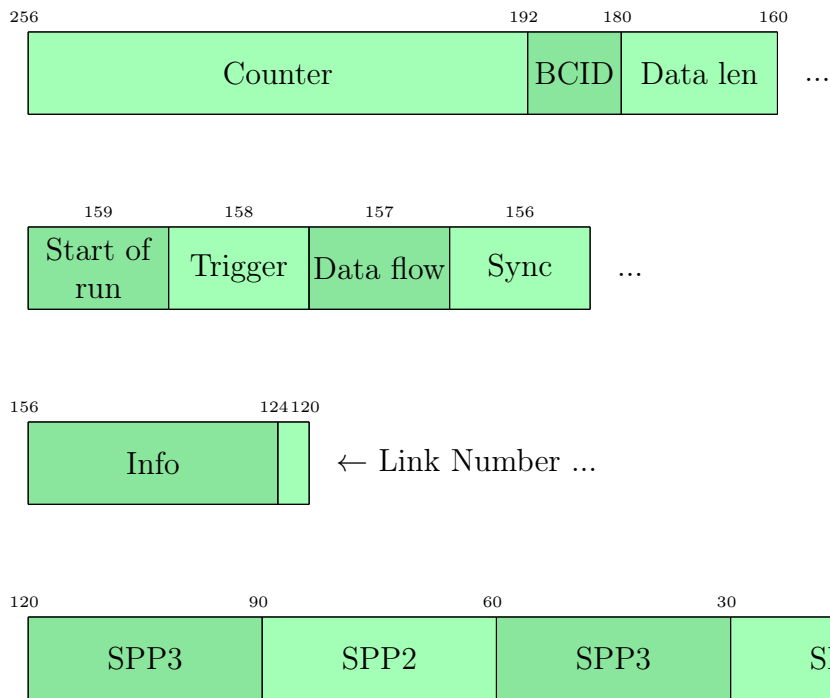 256 192 180 160
Counter BCID Data len ...
159 158 157 156
Start of
run
Trigger Data flow Sync ...
156 124 120
Info ← Link Number ...
120 90 60 30
SPP3 SPP2 SPP3